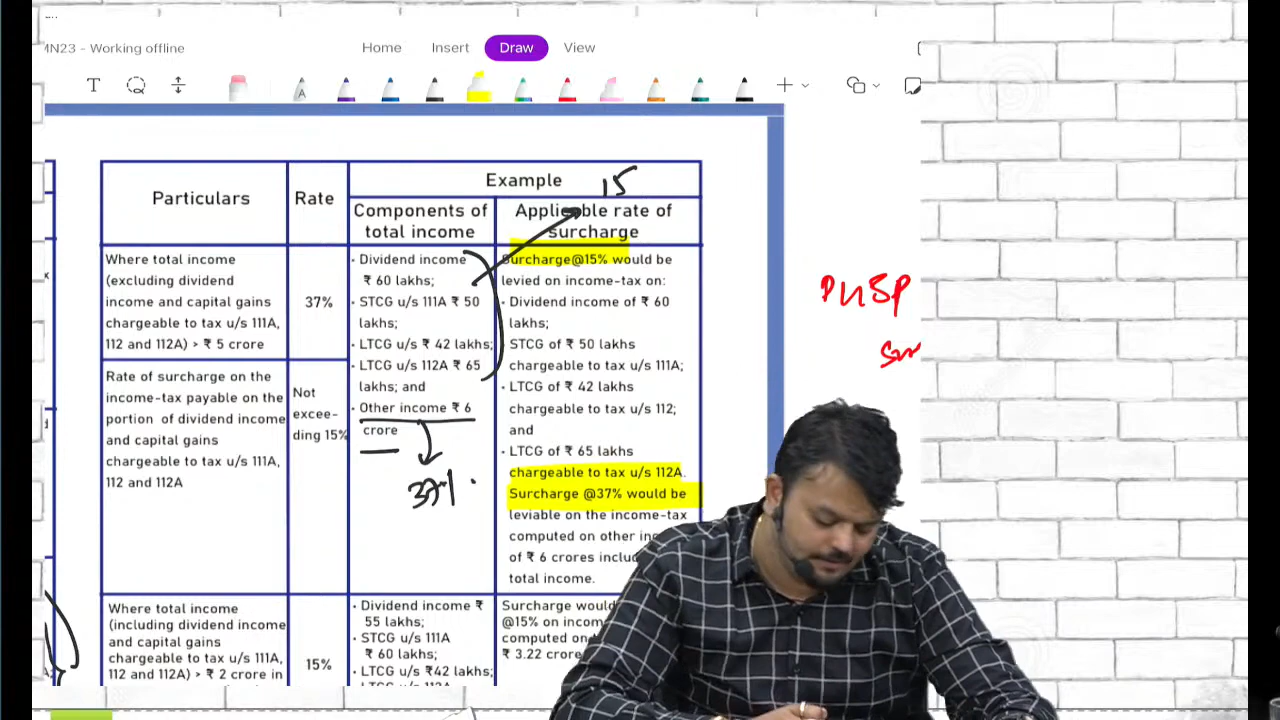 MN23 - Working offline
Home
Insert
Draw
View
T
A
Particulars
Rate
Example
15
Components of
total income
Applicable rate of
surcharge
Where total income
(excluding dividend
income and capital gains
chargeable to tax u/s 111A,
112 and 112A) > ₹ 5 crore
37%
• Dividend income
₹ 60 lakhs;
• STCG u/s 111A ₹ 50
lakhs;
• LTCG u/s ₹ 42 lakhs;
• LTCG u/s 112A ₹ 65
lakhs; and
• Other income ₹ 6
crore
37%
Surcharge@15% would be
levied on income-tax on:
• Dividend income of ₹ 60
lakhs;
• STCG of ₹ 50 lakhs
chargeable to tax u/s 111A;
• LTCG of ₹ 42 lakhs
chargeable to tax u/s 112;
and
• LTCG of ₹ 65 lakhs
chargeable to tax u/s 112A.
Surcharge @37% would be
leviable on the income-tax
computed on other
of ₹ 6 crores
total income.
Rate of surcharge on the
income-tax payable on the
portion of dividend income
and capital gains
chargeable to tax u/s 111A,
112 and 112A
Not
excee-
ding 15%
Where total income
(including dividend
income and capital gains
chargeable to tax u/s 111A,
112 and 112A) > ₹ 2 crore in
15%
• Dividend income ₹
55 lakhs;
• STCG u/s 111A
₹ 60 lakhs;
• LTCG u/s ₹42 lakhs;
Surcharge would
@15% on
computed on
₹ 3.22 crore